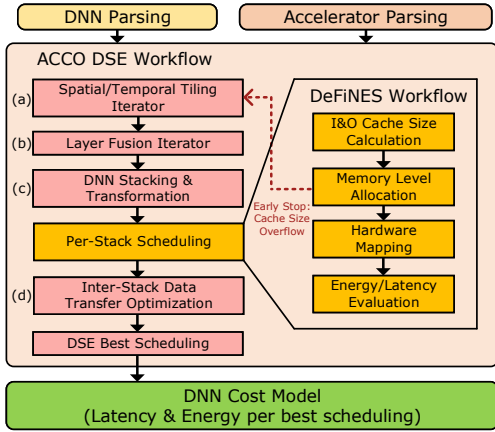 DNN Parsing
Accelerator Parsing
ACCO DSE Workflow
(a)
Spatial/Temporal Tiling
Iterator
(b)
Layer Fusion Iterator
(c)
DNN Stacking &
Transformation
Per-Stack Scheduling
(d)
Inter-Stack Data
Transfer Optimization
DSE Best Scheduling
Early Stop:
Cache Size
Overflow
DeFiNES Workflow
I&O Cache Size
Calculation
Memory Level
Allocation
Hardware
Mapping
Energy/Latency
Evaluation
DNN Cost Model
(Latency & Energy per best scheduling)